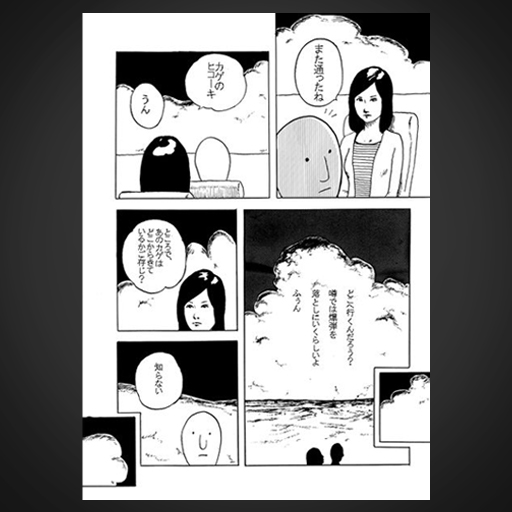 また通ったね
カゲの
ヒコーキ
うん
どこへ行くんだろう?
噂では爆弾を
落としにいくらしいよ
ふぅん
ところで、
あのカゲは
どこからきて
いるかご存じ?
知らない